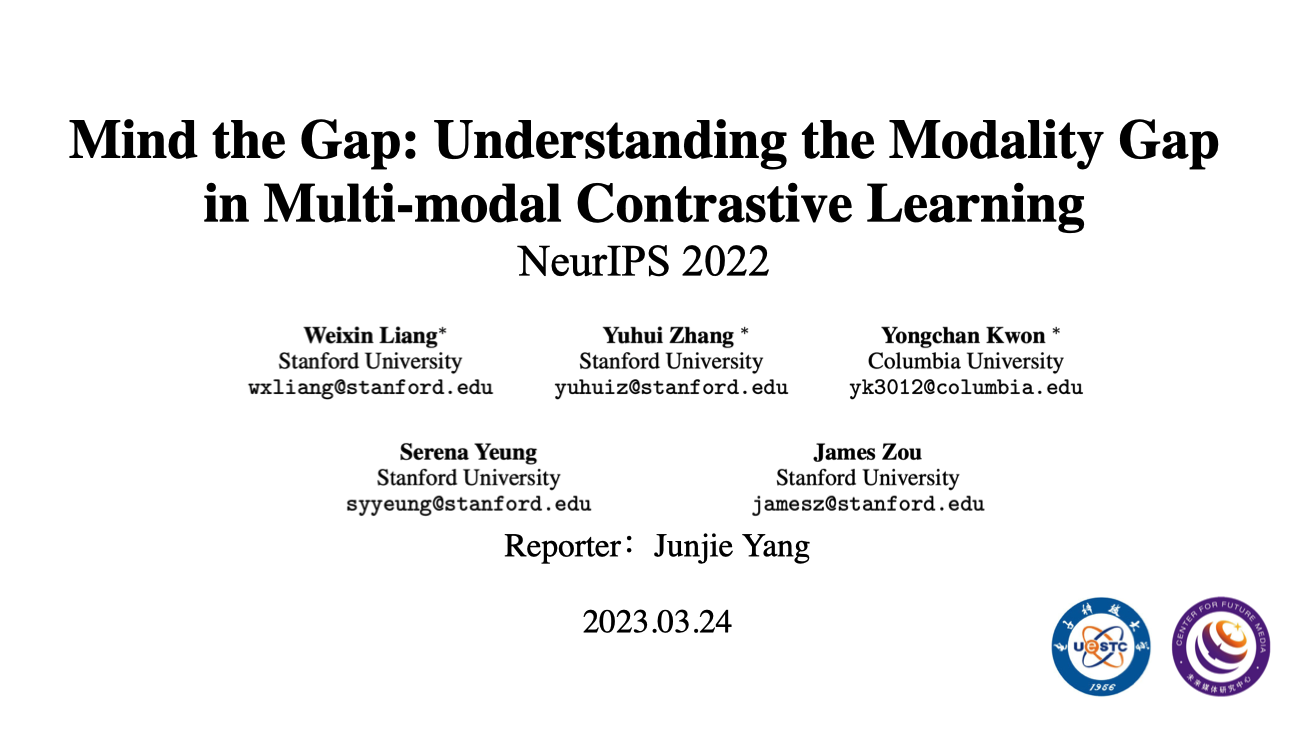 Mind the Gap: Understanding the Modality Gap
in Multi-modal Contrastive Learning
NeurIPS 2022
Weixin Liang* Yuhui Zhang * Yongchan Kwon *
Stanford University Stanford University Columbia University
wxliang@stanford.edu yuhuiz@stanford.edu yk3012@columbia.edu
Serena Yeung James Zou
Stanford University Stanford University
syyeung@stanford.edu jamesz@stanford.edu
Reporter：Junjie Yang
2023.03.24
UeSTC
1956
CENTER FOR FUTURE MEDIA
未来媒体研究中心